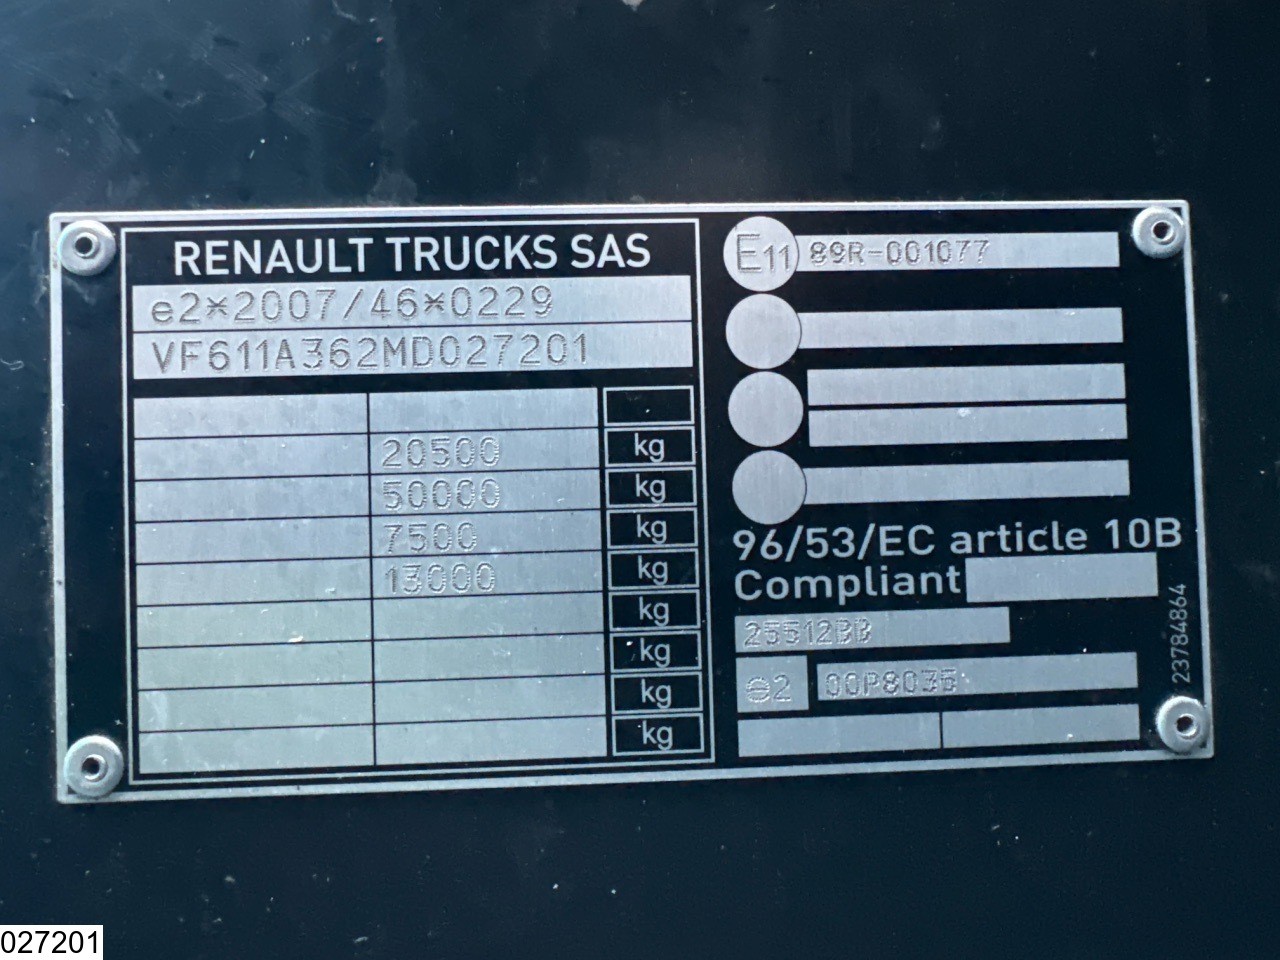 RENAULT TRUCKS SAS
e2*2007/46*0229
VF611A362MD027201
20500 kg
50000 kg
7500 kg
13000 kg
kg
kg
kg
kg
E11 89R-001077
96/53/EC article 10B
Compliant
25512BB
e2 00P8035
23784864
027201